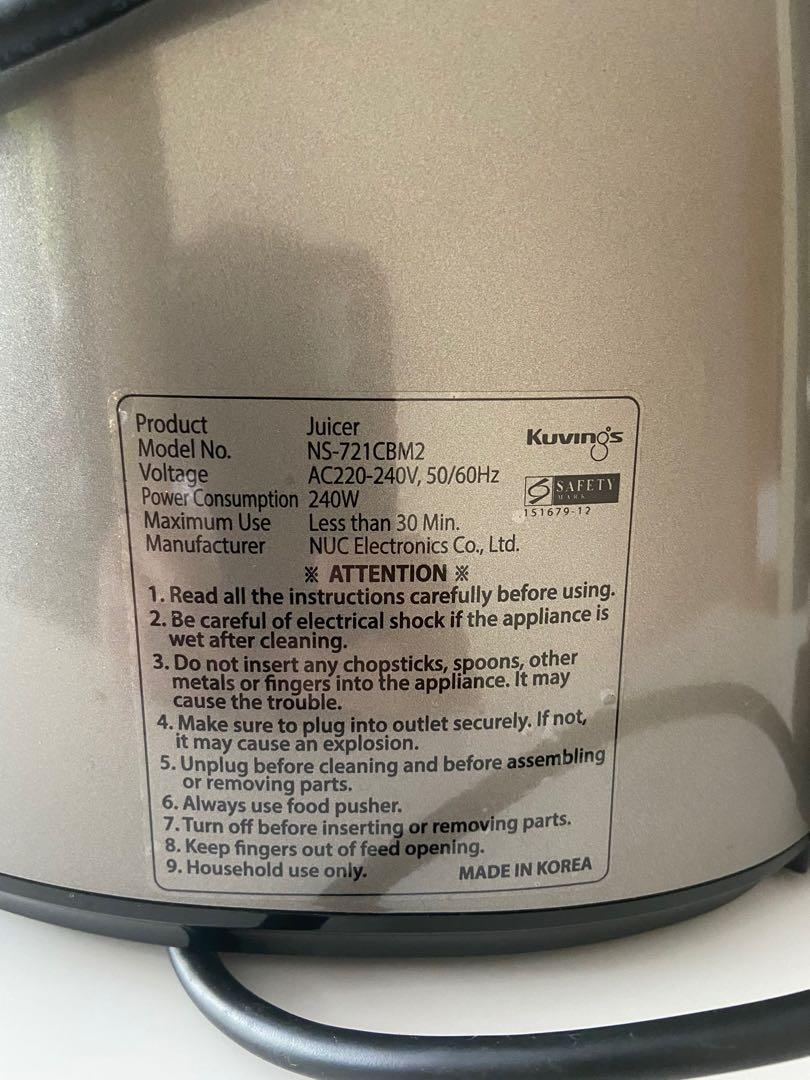 Product Juicer
Model No. NS-721CBM2
Voltage AC220-240V, 50/60Hz
Power Consumption 240W
Maximum Use Less than 30 Min.
Manufacturer NUC Electronics Co., Ltd.
Kuvings
SAFETY
MARK
151679-12
※ ATTENTION ※
1. Read all the instructions carefully before using.
2. Be careful of electrical shock if the appliance is
wet after cleaning.
3. Do not insert any chopsticks, spoons, other
metals or fingers into the appliance. It may
cause the trouble.
4. Make sure to plug into outlet securely. If not,
it may cause an explosion.
5. Unplug before cleaning and before assembling
or removing parts.
6. Always use food pusher.
7. Turn off before inserting or removing parts.
8. Keep fingers out of feed opening.
9. Household use only. MADE IN KOREA